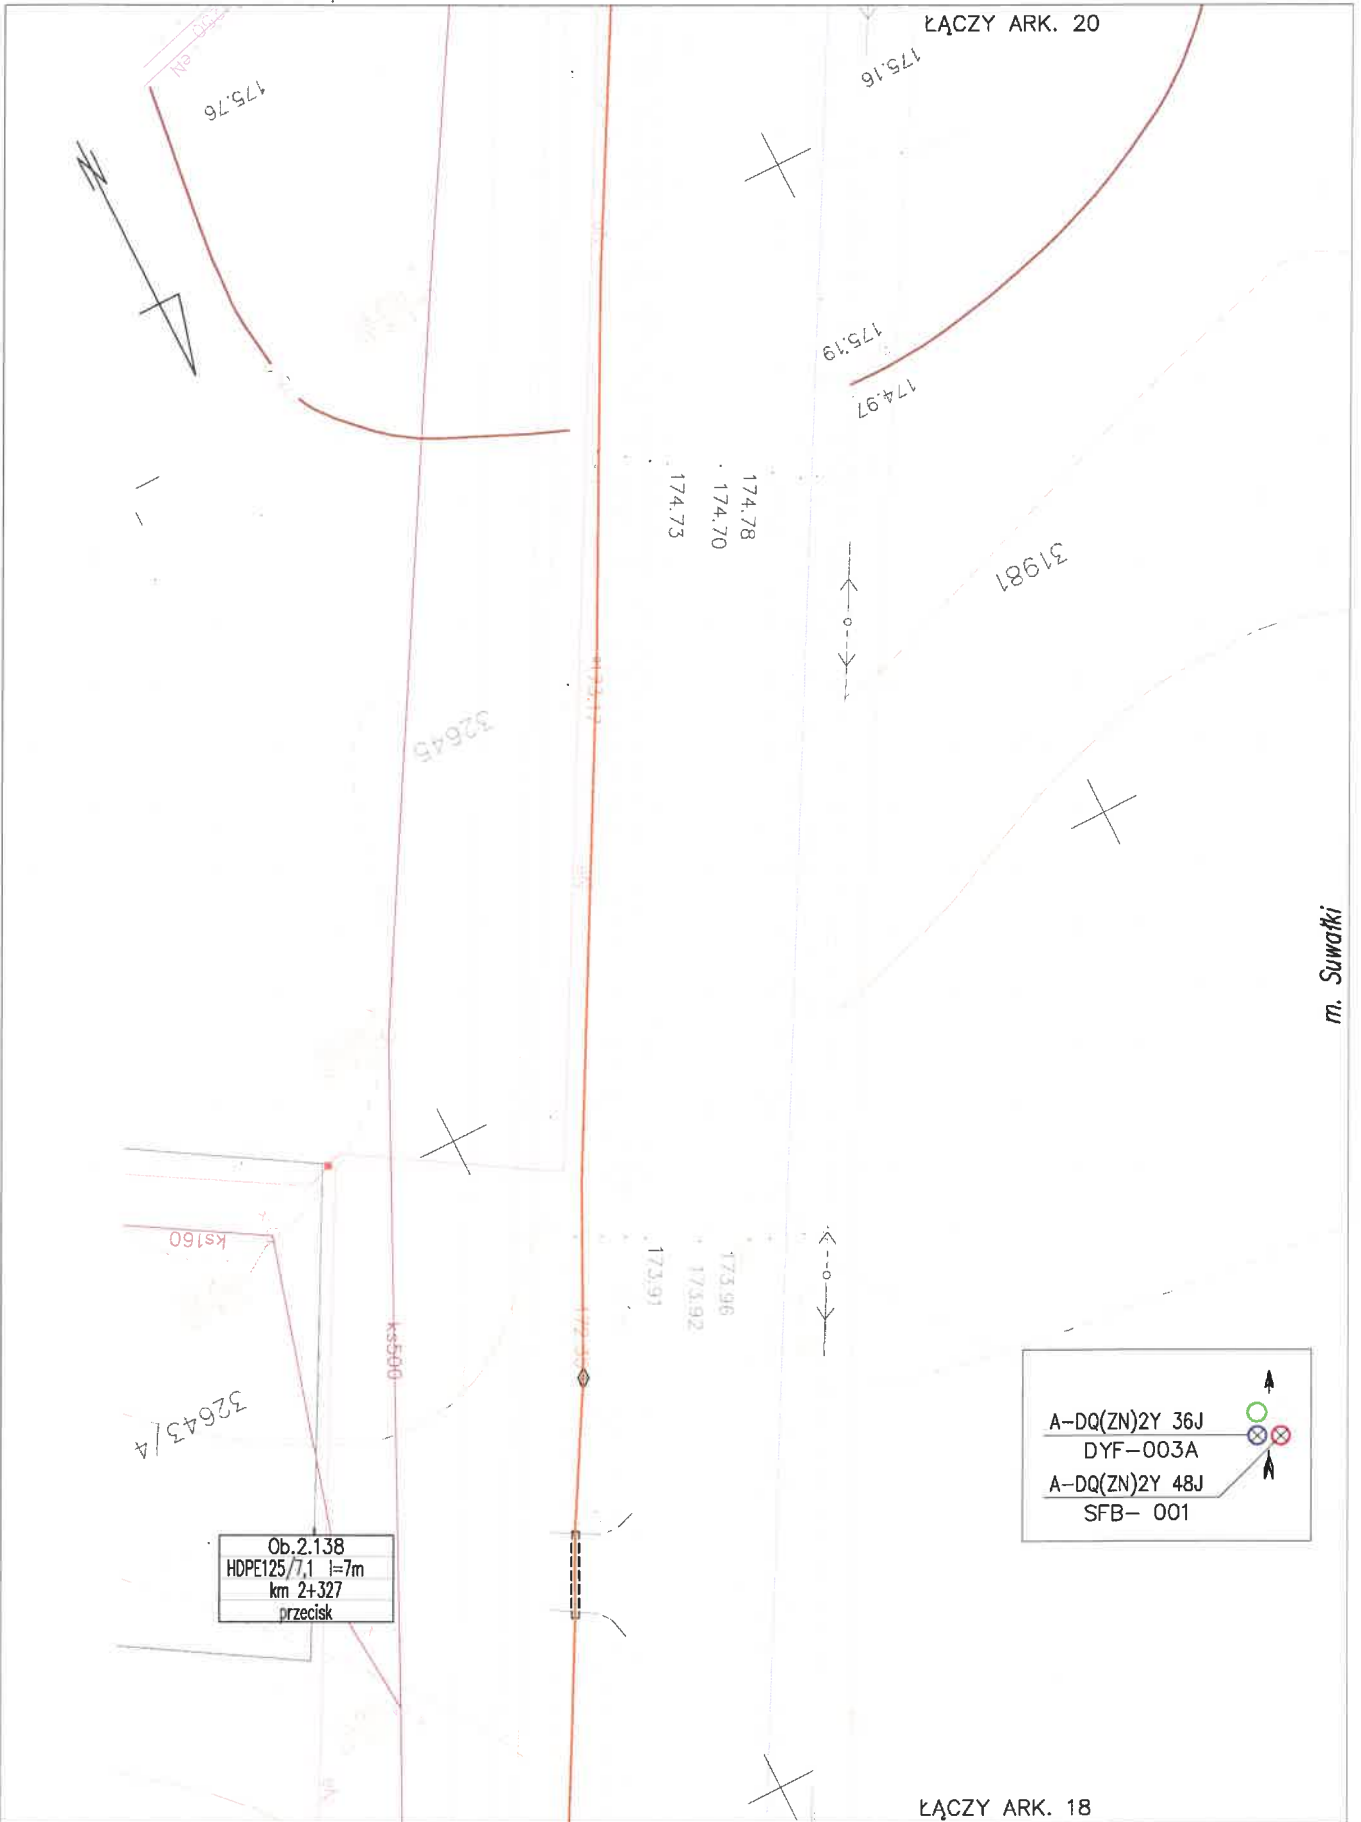 ŁĄCZY ARK. 20
eN
175.76
175.16
175.19
174.97
174.73
174.70
174.78
31981
32645
m. Suwałki
ks160
173.91
173.92
173.96
ks500
32643/4
A-DQ(ZN)2Y 36J
DYF-003A
A-DQ(ZN)2Y 48J
SFB- 001
Ob.2.138
HDPE125/7,1 l=7m
km 2+327
przecisk
eN
ŁĄCZY ARK. 18